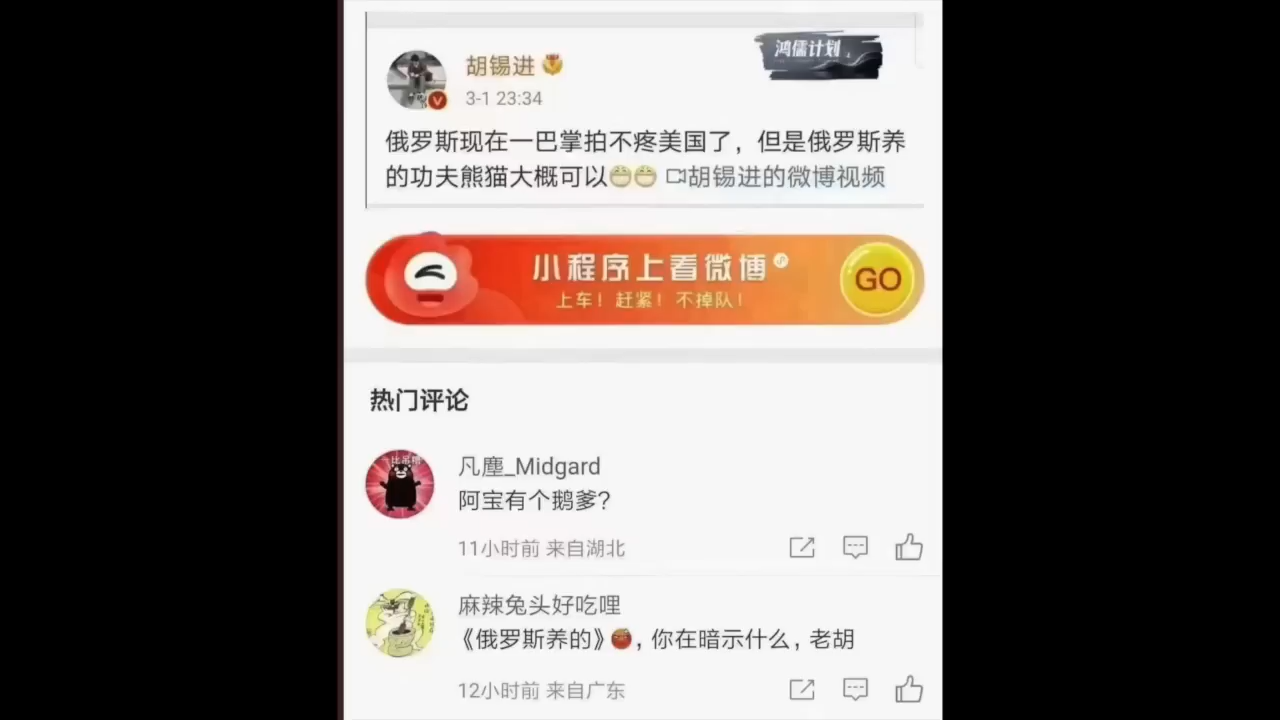 胡锡进
鸿儒计划
3-1 23:34
俄罗斯现在一巴掌拍不疼美国了，但是俄罗斯养
的功夫熊猫大概可以 胡锡进的微博视频
小程序上看微博
上车！赶紧！不掉队！
GO
热门评论
凡塵_Midgard
阿宝有个鹅爹？
11小时前 来自湖北
麻辣兔头好吃哩
《俄罗斯养的》，你在暗示什么，老胡
12小时前 来自广东